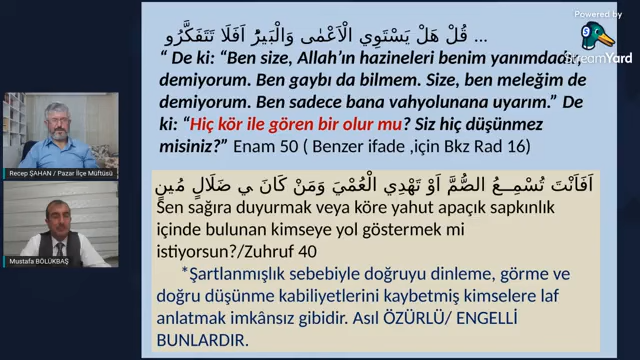 Powered by
StreamYard
... قُلْ هَلْ يَسْتَوِي الْاَعْمٰى وَالْبَص۪يرُ اَفَلَا تَتَفَكَّرُو
“ De ki: “Ben size, Allah’ın hazineleri benim yanımdadır,
demiyorum. Ben gaybı da bilmem. Size, ben meleğim de
demiyorum. Ben sadece bana vahyolunana uyarım.” De
ki: “Hiç kör ile gören bir olur mu? Siz hiç düşünmez
misiniz?” Enam 50 ( Benzer ifade ,için Bkz Rad 16)
اَفَاَنْتَ تُسْمِـعُ الصُّمَّ اَوْ تَهْدِي الْعُمْيَ وَمَنْ كَانَ ي ضَلَالٍ مُينٍ
Sen sağıra duyurmak veya köre yahut apaçık sapkınlık
içinde bulunan kimseye yol göstermek mi
istiyorsun?/Zuhruf 40
*Şartlanmışlık sebebiyle doğruyu dinleme, görme ve
doğru düşünme kabiliyetlerini kaybetmiş kimselere laf
anlatmak imkânsız gibidir. Asıl ÖZÜRLÜ/ ENGELLİ
BUNLARDIR.
Recep ŞAHAN / Pazar İlçe Müftüsü
Mustafa BÖLÜKBAŞ